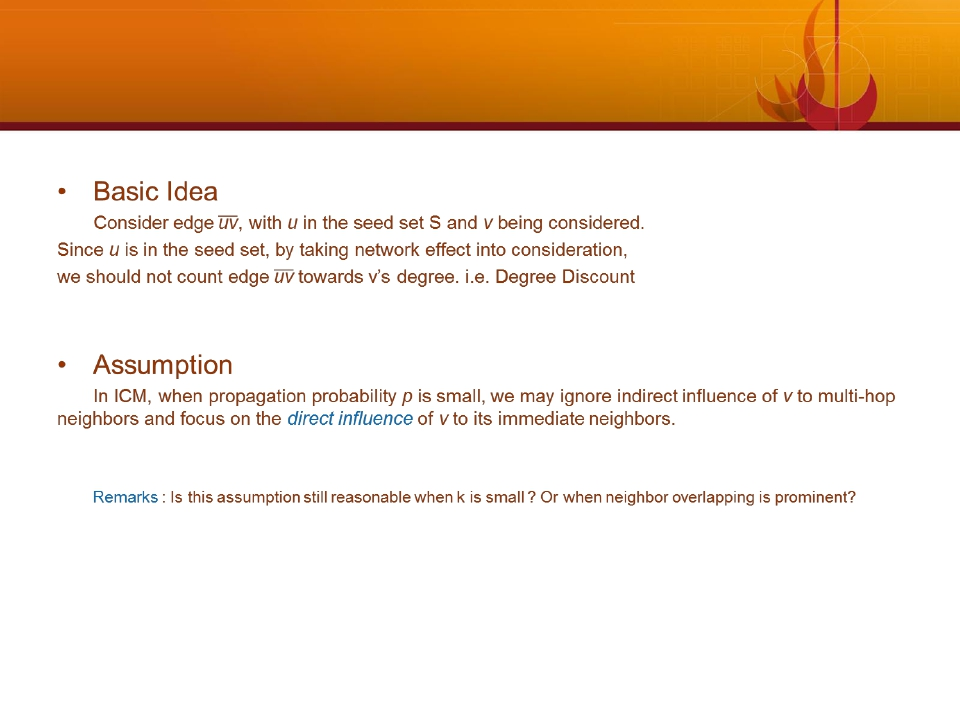 • Basic Idea
Consider edge u̅v̅, with u in the seed set S and v being considered.
Since u is in the seed set, by taking network effect into consideration,
we should not count edge u̅v̅ towards v's degree. i.e. Degree Discount
• Assumption
In ICM, when propagation probability p is small, we may ignore indirect influence of v to multi-hop
neighbors and focus on the direct influence of v to its immediate neighbors.
Remarks : Is this assumption still reasonable when k is small ? Or when neighbor overlapping is prominent?